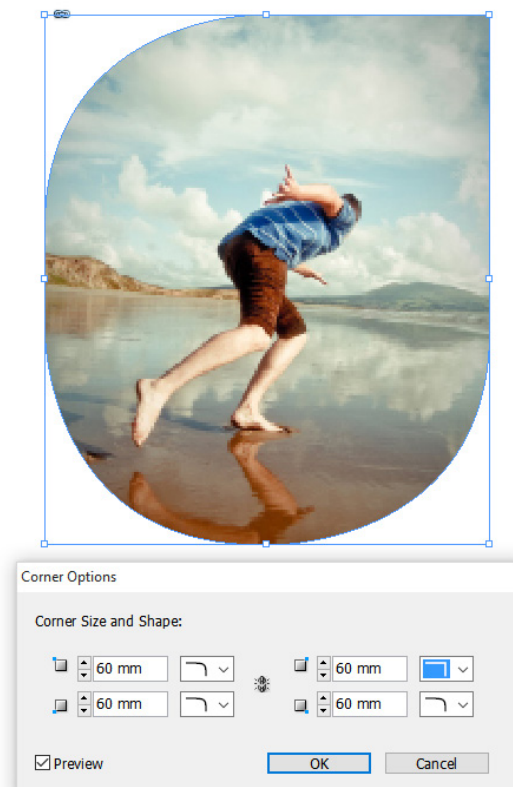 Corner Options
Corner Size and Shape:
60 mm 60 mm
60 mm 60 mm
Preview OK Cancel